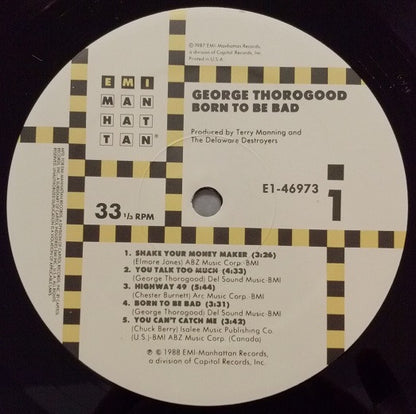 © 1987 EMI-Manhattan Records,
a division of Capitol Records, Inc.
Printed in U.S.A.
EMI
MAN
HAT
TAN®
GEORGE THOROGOOD
BORN TO BE BAD
Produced by Terry Manning and
The Delaware Destroyers
33 1/3 RPM
E1-46973
1
1. SHAKE YOUR MONEY MAKER (3:26)
(Elmore Jones) ABZ Music Corp.-BMI
2. YOU TALK TOO MUCH (4:33)
(George Thorogood) Del Sound Music-BMI
3. HIGHWAY 49 (5:44)
(Chester Burnett) Arc Music Corp.-BMI
4. BORN TO BE BAD (3:31)
(George Thorogood) Del Sound Music-BMI
5. YOU CAN'T CATCH ME (3:42)
(Chuck Berry) Isalee Music Publishing Co.
(U.S.)-BMI ABZ Music Corp. (Canada)
℗ © 1988 EMI-Manhattan Records,
a division of Capitol Records, Inc.